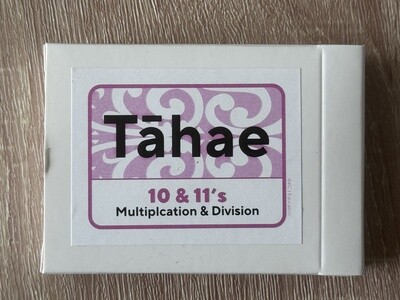 Tāhae
10 & 11's
Multiplcation & Division